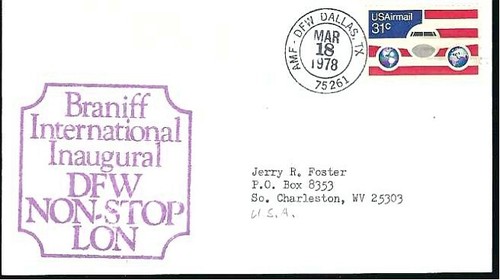 AMF - DFW DALLAS, TX
MAR
18
1978
75261
USAirmail
31c
Braniff
International
Inaugural
DFW
NON-STOP
LON
Jerry R. Foster
P.O. Box 8353
So. Charleston, WV 25303
U.S.A.